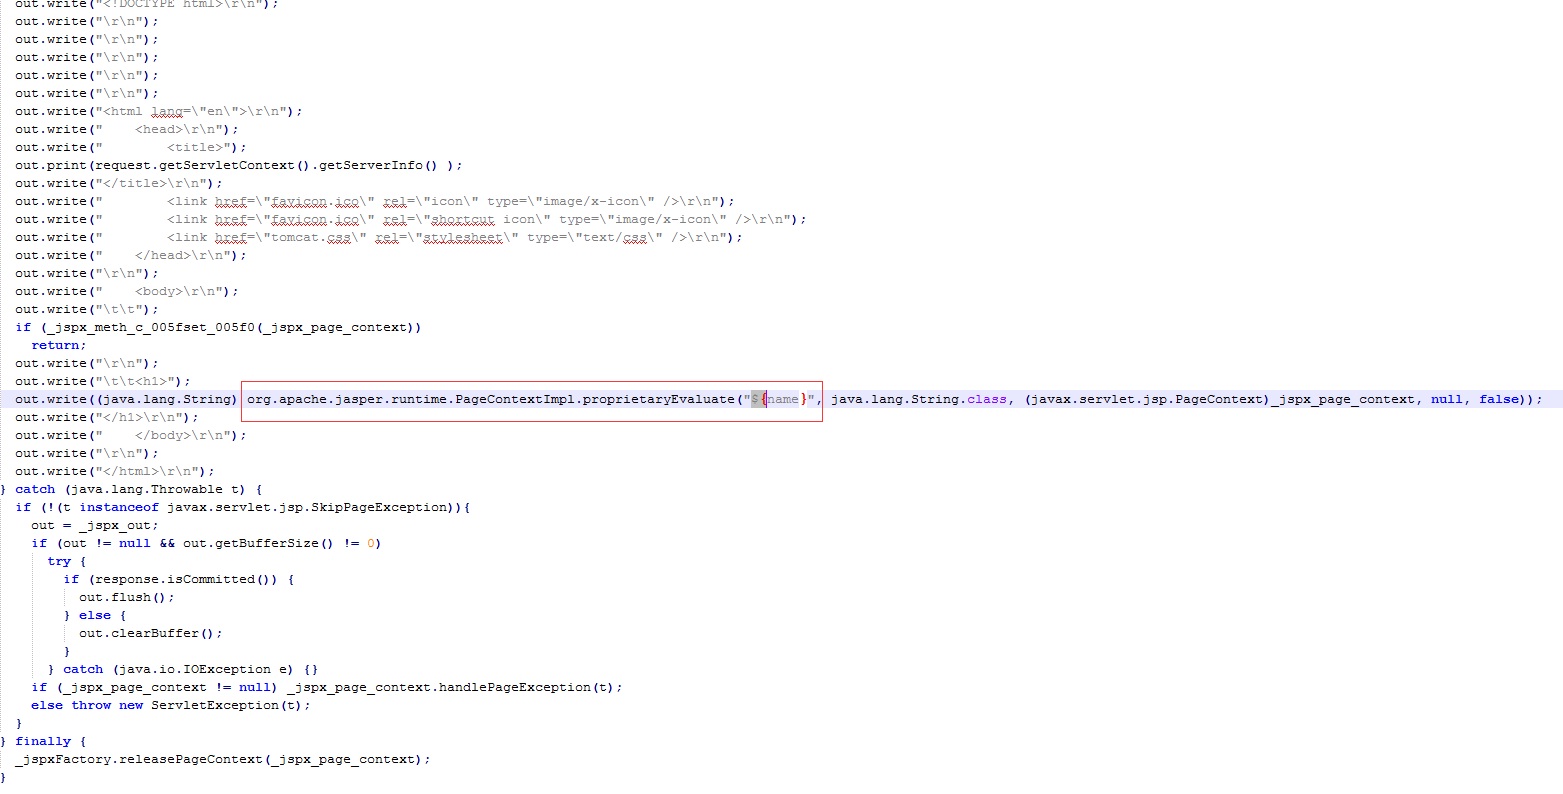 out.write("<!DOCTYPE html>\r\n");
out.write("\r\n");
out.write("\r\n");
out.write("\r\n");
out.write("\r\n");
out.write("\r\n");
out.write("<html lang=\"en\">\r\n");
out.write("    <head>\r\n");
out.write("        <title>");
out.print(request.getServletContext().getServerInfo() );
out.write("</title>\r\n");
out.write("        <link href=\"favicon.ico\" rel=\"icon\" type=\"image/x-icon\" />\r\n");
out.write("        <link href=\"favicon.ico\" rel=\"shortcut icon\" type=\"image/x-icon\" />\r\n");
out.write("        <link href=\"tomcat.css\" rel=\"stylesheet\" type=\"text/css\" />\r\n");
out.write("    </head>\r\n");
out.write("\r\n");
out.write("    <body>\r\n");
out.write("\t\t");
if (_jspx_meth_c_005fset_005f0(_jspx_page_context))
return;
out.write("\r\n");
out.write("\t\t<h1>");
out.write((java.lang.String) org.apache.jasper.runtime.PageContextImpl.proprietaryEvaluate("${name}", java.lang.String.class, (javax.servlet.jsp.PageContext)_jspx_page_context, null, false));
out.write("</h1>\r\n");
out.write("    </body>\r\n");
out.write("\r\n");
out.write("</html>\r\n");
} catch (java.lang.Throwable t) {
if (!(t instanceof javax.servlet.jsp.SkipPageException)){
out = _jspx_out;
if (out != null && out.getBufferSize() != 0)
try {
if (response.isCommitted()) {
out.flush();
} else {
out.clearBuffer();
}
} catch (java.io.IOException e) {}
if (_jspx_page_context != null) _jspx_page_context.handlePageException(t);
else throw new ServletException(t);
}
} finally {
_jspxFactory.releasePageContext(_jspx_page_context);
}